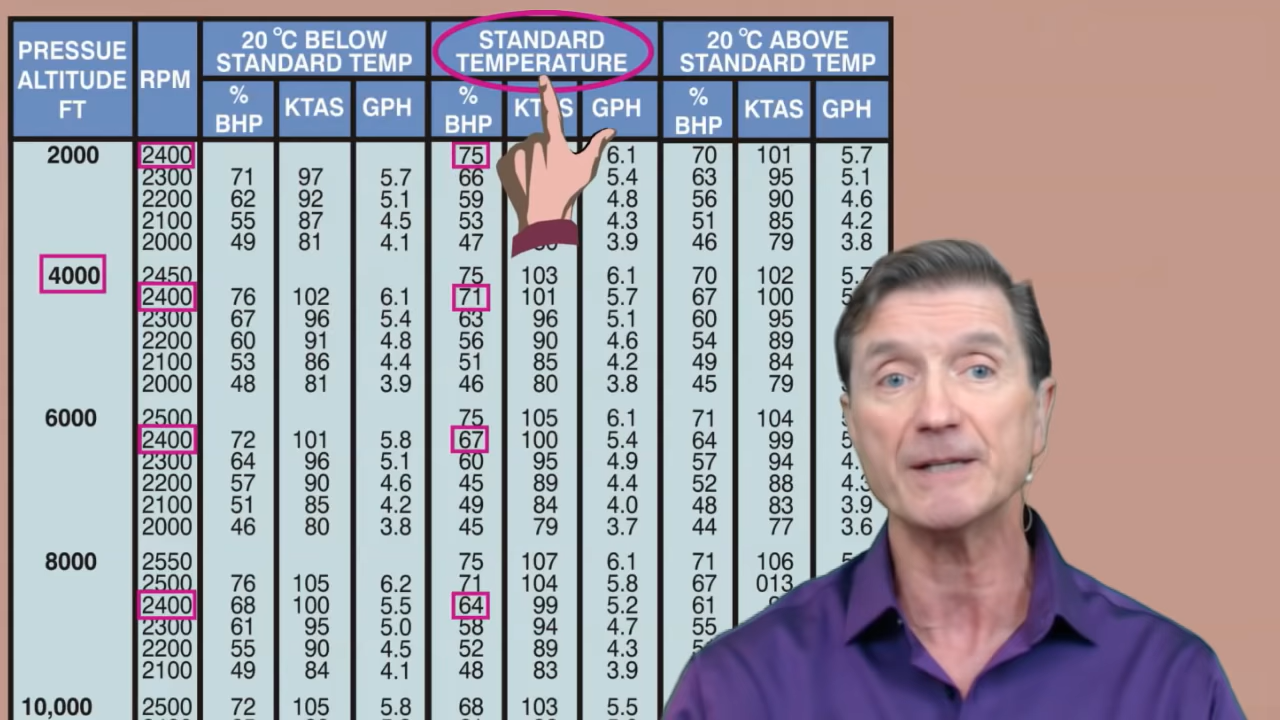 PRESSUE ALTITUDE FT RPM 20 °C BELOW STANDARD TEMP STANDARD TEMPERATURE 20 °C ABOVE STANDARD TEMP
% BHP KTAS GPH % BHP GPH % BHP KTAS GPH
2000 2400 75 6.1 70 101 5.7
2300 71 97 5.7 66 5.4 63 95 5.1
2200 62 92 5.1 59 4.8 56 90 4.6
2100 55 87 4.5 53 4.3 51 85 4.2
2000 49 81 4.1 47 3.9 46 79 3.8
4000 2450 75 103 6.1 70 102
2400 76 102 6.1 71 101 5.7 67 100
2300 67 96 5.4 63 96 5.1 60 95
2200 60 91 4.8 56 90 4.6 54 89
2100 53 86 4.4 51 85 4.2 49 84
2000 48 81 3.9 46 80 3.8 45 79
6000 2500 75 105 6.1 71 104
2400 72 101 5.8 67 100 5.4 64 99
2300 64 96 5.1 60 95 4.9 57 94
2200 57 90 4.6 45 89 4.4 52 88 4.3
2100 51 85 4.2 49 84 4.0 48 83 3.9
2000 46 80 3.8 45 79 3.7 44 77 3.6
8000 2550 75 107 6.1 71 106
2500 76 105 6.2 71 104 5.8 67 013
2400 68 100 5.5 64 99 5.2 61
2300 61 95 5.0 58 94 4.7 55
2200 55 90 4.5 52 89 4.3
2100 49 84 4.1 48 83 3.9
10,000 2500 72 105 5.8 68 103 5.5